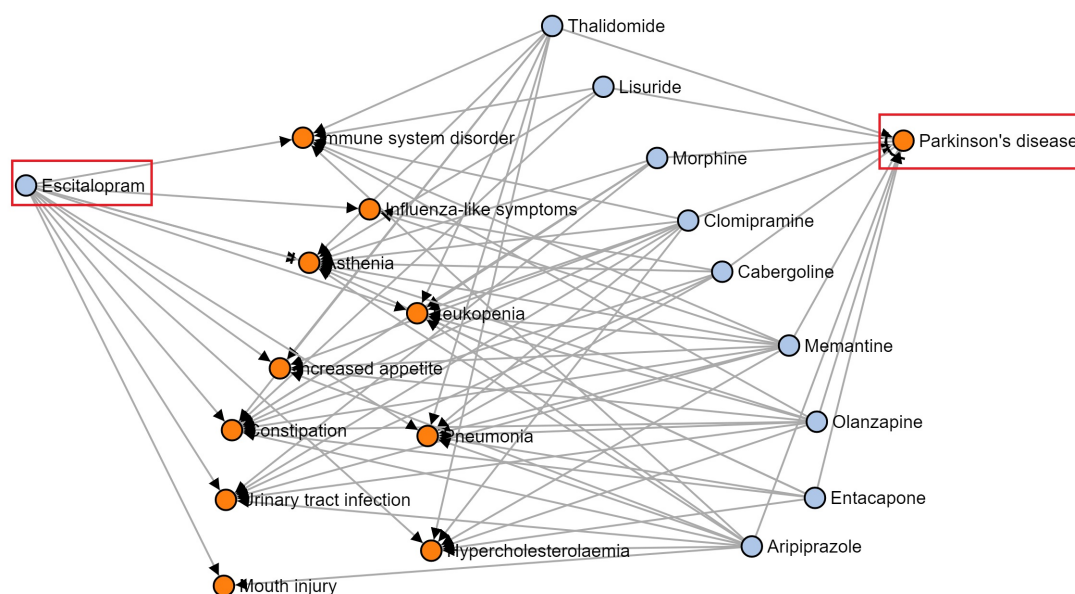 Thalidomide
Lisuride
Immune system disorder
Parkinson's disease
Morphine
Escitalopram
Influenza-like symptoms
Clomipramine
Asthenia
Cabergoline
Leukopenia
Memantine
Increased appetite
Olanzapine
Constipation
Pneumonia
Urinary tract infection
Entacapone
Aripiprazole
Hypercholesterolaemia
Mouth injury